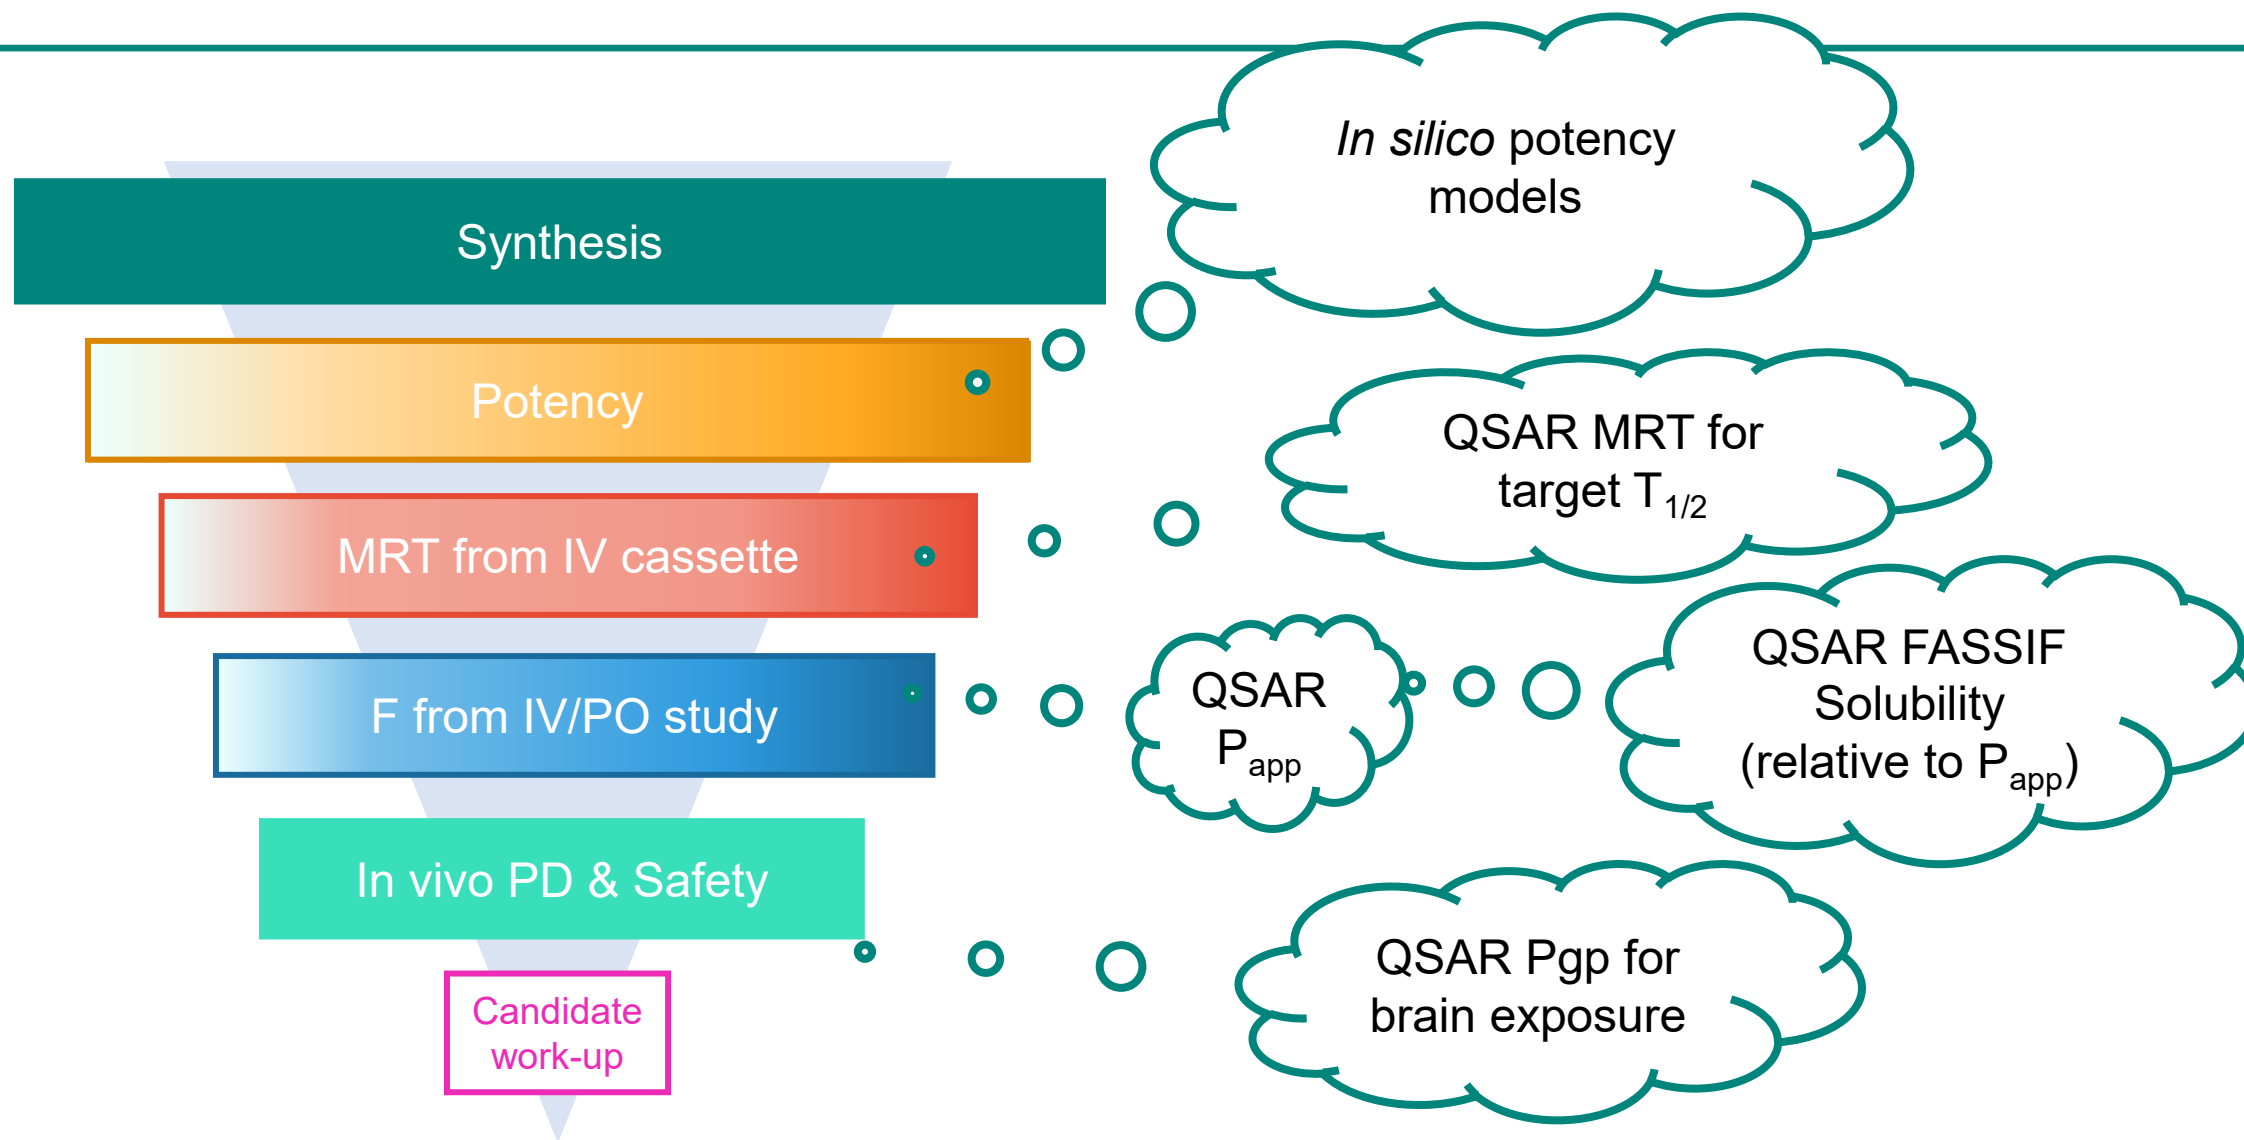 Synthesis
Potency
MRT from IV cassette
F from IV/PO study
In vivo PD & Safety
Candidate
work-up
In silico potency
models
QSAR MRT for
target T1/2
QSAR
Papp
QSAR FASSIF
Solubility
(relative to Papp)
QSAR Pgp for
brain exposure